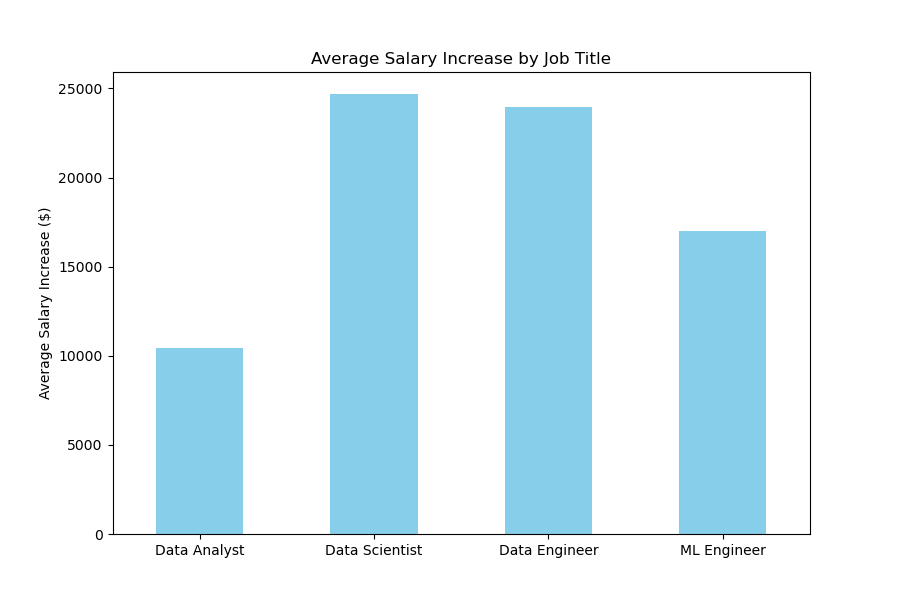 Average Salary Increase by Job Title
Average Salary Increase ($)
25000
20000
15000
10000
5000
0
Data Analyst
Data Scientist
Data Engineer
ML Engineer